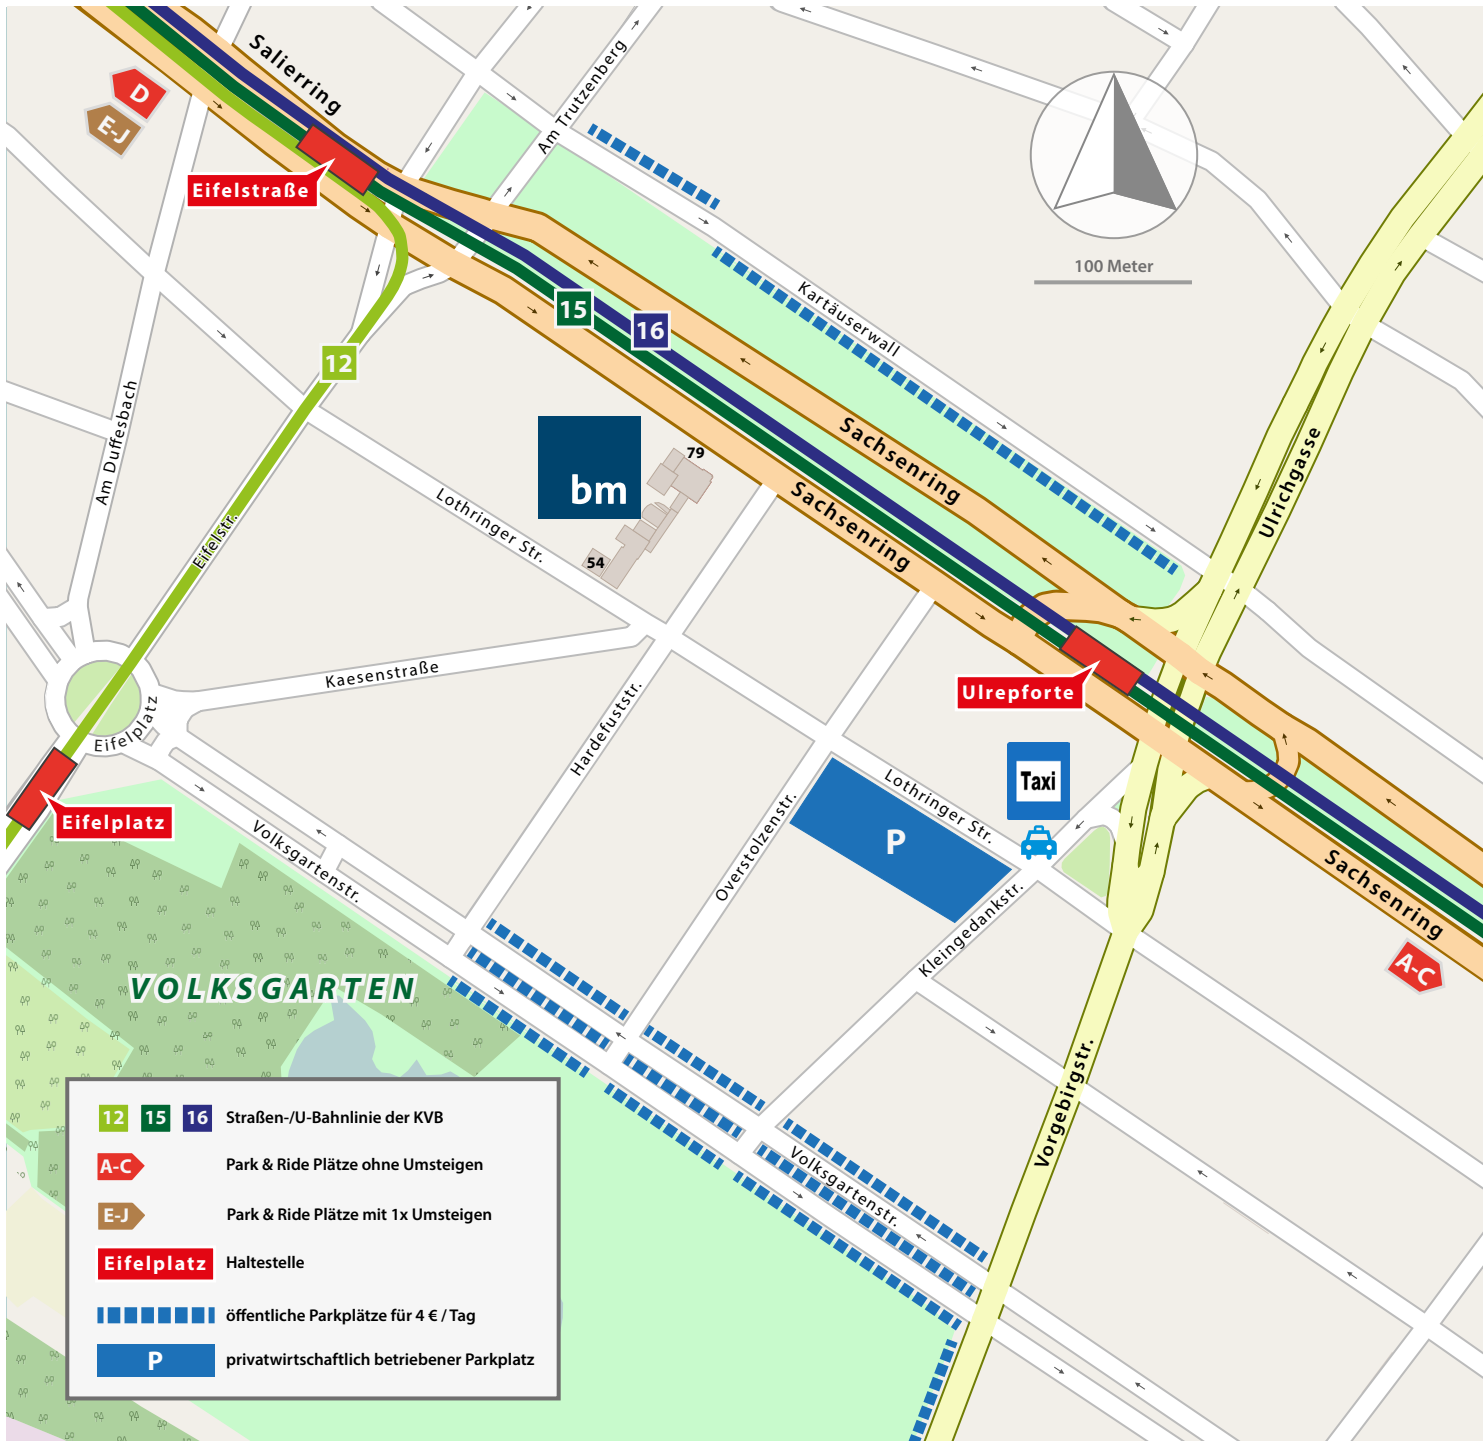 Salierring
D
E-J
Eifelstraße
Am Trutzenberg
100 Meter
15
16
12
Kartäuserwall
Am Duffesbach
Eifelstr.
bm
79
54
Lothringer Str.
Sachsenring
Sachsenring
Ulrichgasse
Kaesenstraße
Hardefuststr.
Ulrepforte
Eifelplatz
Eifelplatz
Volksgartenstr.
Overstolzenstr.
P
Lothringer Str.
Taxi
Kleingedankstr.
Sachsenring
A-C
VOLKSGARTEN
Vorgebirgstr.
Volksgartenstr.
12 15 16 Straßen-/U-Bahnlinie der KVB
A-C Park & Ride Plätze ohne Umsteigen
E-J Park & Ride Plätze mit 1x Umsteigen
Eifelplatz Haltestelle
öffentliche Parkplätze für 4 € / Tag
P privatwirtschaftlich betriebener Parkplatz